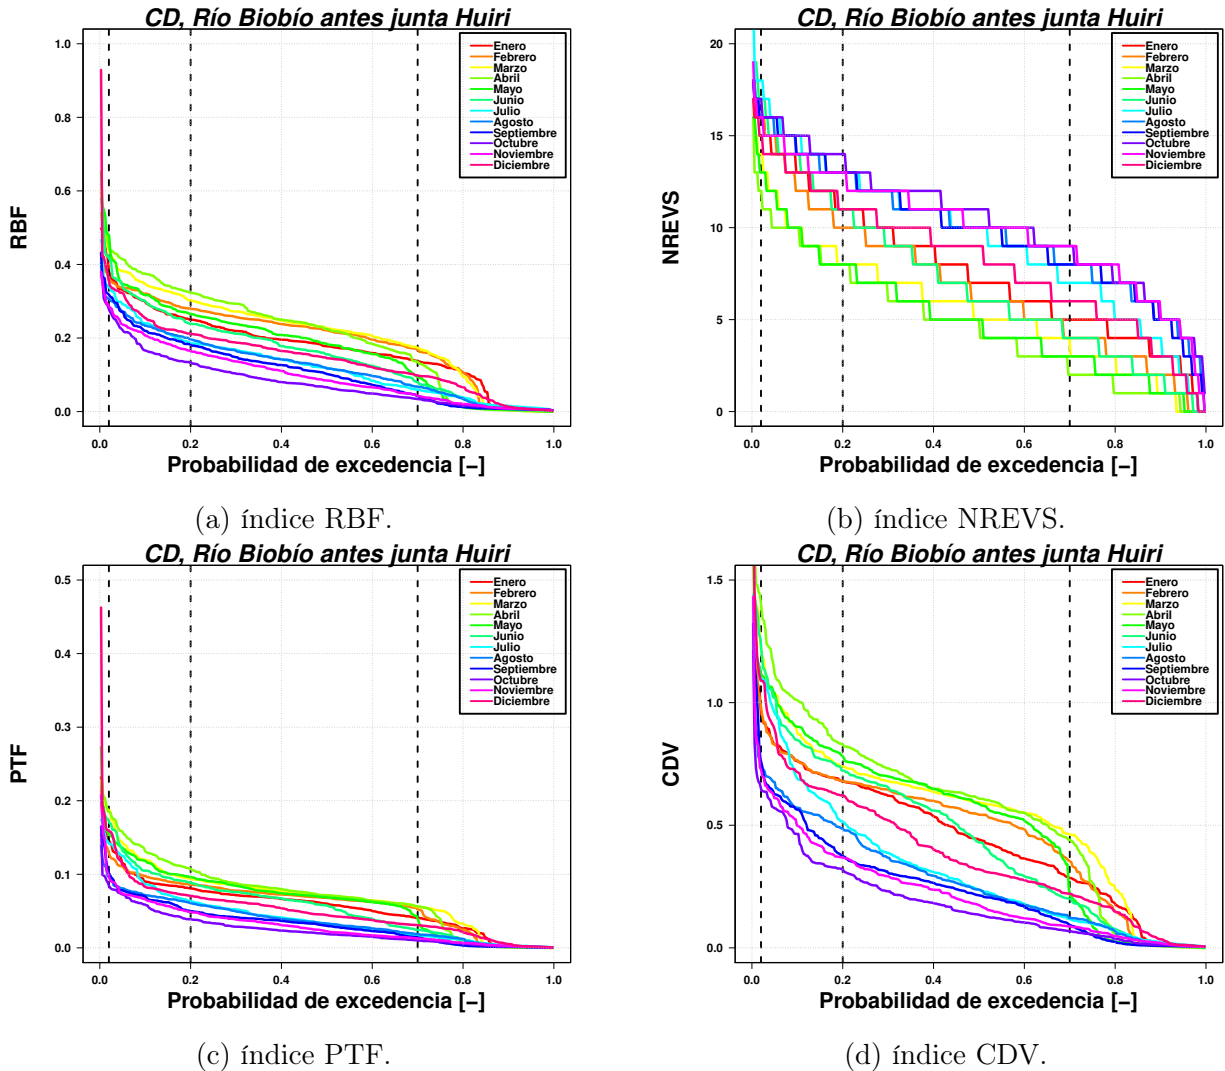 CD, Río Biobío antes junta Huiri
RBF
1.0
0.8
0.6
0.4
0.2
0.0
Enero
Febrero
Marzo
Abril
Mayo
Junio
Julio
Agosto
Septiembre
Octubre
Noviembre
Diciembre
0.0 0.2 0.4 0.6 0.8 1.0
Probabilidad de excedencia [−]
(a) índice RBF.
CD, Río Biobío antes junta Huiri
NREVS
20
15
10
5
0
Enero
Febrero
Marzo
Abril
Mayo
Junio
Julio
Agosto
Septiembre
Octubre
Noviembre
Diciembre
0.0 0.2 0.4 0.6 0.8 1.0
Probabilidad de excedencia [−]
(b) índice NREVS.
CD, Río Biobío antes junta Huiri
PTF
0.5
0.4
0.3
0.2
0.1
0.0
Enero
Febrero
Marzo
Abril
Mayo
Junio
Julio
Agosto
Septiembre
Octubre
Noviembre
Diciembre
0.0 0.2 0.4 0.6 0.8 1.0
Probabilidad de excedencia [−]
(c) índice PTF.
CD, Río Biobío antes junta Huiri
CDV
1.5
1.0
0.5
0.0
Enero
Febrero
Marzo
Abril
Mayo
Junio
Julio
Agosto
Septiembre
Octubre
Noviembre
Diciembre
0.0 0.2 0.4 0.6 0.8 1.0
Probabilidad de excedencia [−]
(d) índice CDV.